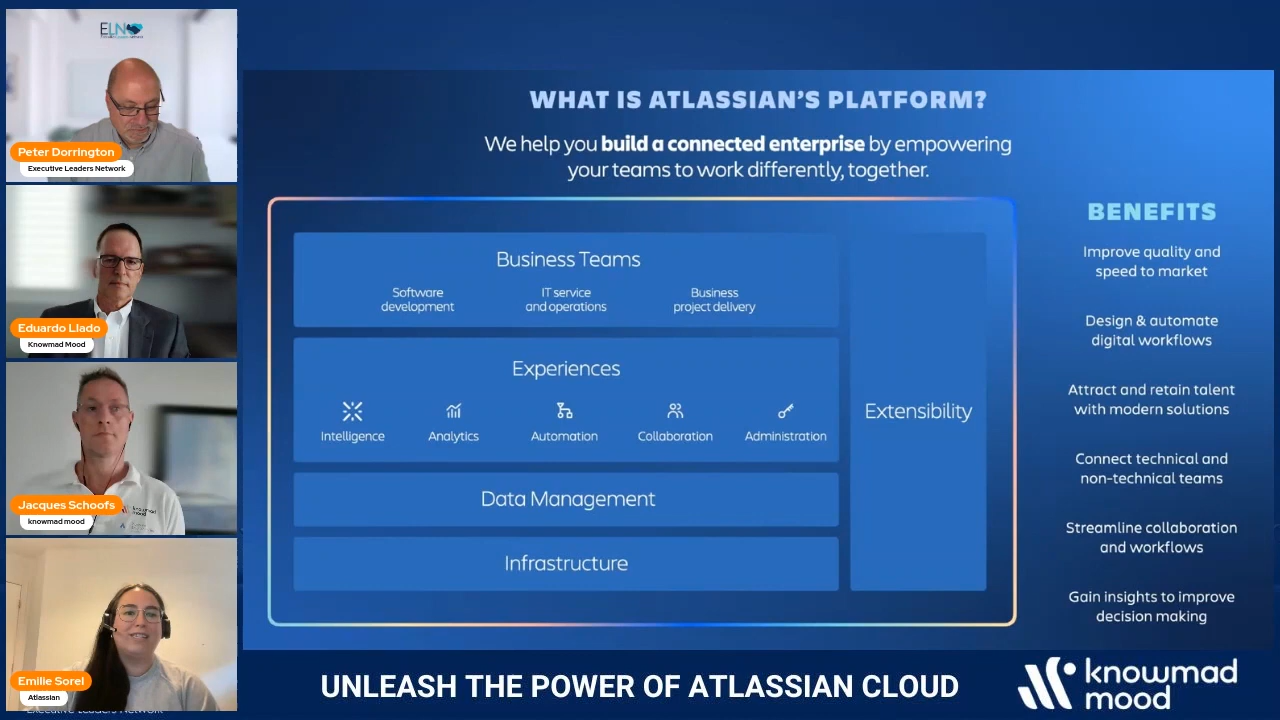 ELN
Peter Dorrington
Executive Leaders Network
Eduardo Llado
Knowmad Mood
knowmad
mood
Jacques Schoofs
knowmad mood
Emilie Sorel
Atlassian
Executive Leaders Network
WHAT IS ATLASSIAN'S PLATFORM?
We help you build a connected enterprise by empowering
your teams to work differently, together.
Business Teams
Software
development
IT service
and operations
Business
project delivery
Experiences
Intelligence
Analytics
Automation
Collaboration
Administration
Data Management
Infrastructure
Extensibility
BENEFITS
Improve quality and
speed to market
Design & automate
digital workflows
Attract and retain talent
with modern solutions
Connect technical and
non-technical teams
Streamline collaboration
and workflows
Gain insights to improve
decision making
UNLEASH THE POWER OF ATLASSIAN CLOUD
knowmad
mood